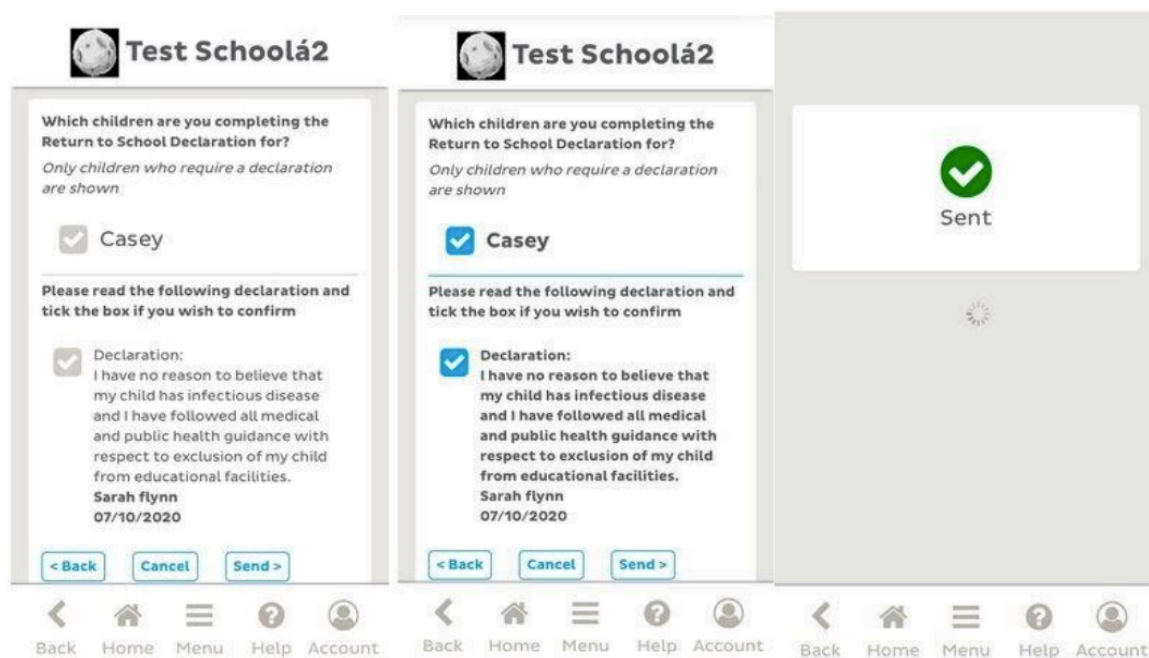 Test Schoolá2
Which children are you completing the
Return to School Declaration for?
Only children who require a declaration
are shown
Casey
Please read the following declaration and
tick the box if you wish to confirm
Declaration:
I have no reason to believe that
my child has infectious disease
and I have followed all medical
and public health guidance with
respect to exclusion of my child
from educational facilities.
Sarah flynn
07/10/2020
< Back Cancel Send >
Back Home Menu Help Account
Test Schoolá2
Which children are you completing the
Return to School Declaration for?
Only children who require a declaration
are shown
Casey
Please read the following declaration and
tick the box if you wish to confirm
Declaration:
I have no reason to believe that
my child has infectious disease
and I have followed all medical
and public health guidance with
respect to exclusion of my child
from educational facilities.
Sarah flynn
07/10/2020
< Back Cancel Send >
Back Home Menu Help Account
Sent
Back Home Menu Help Account